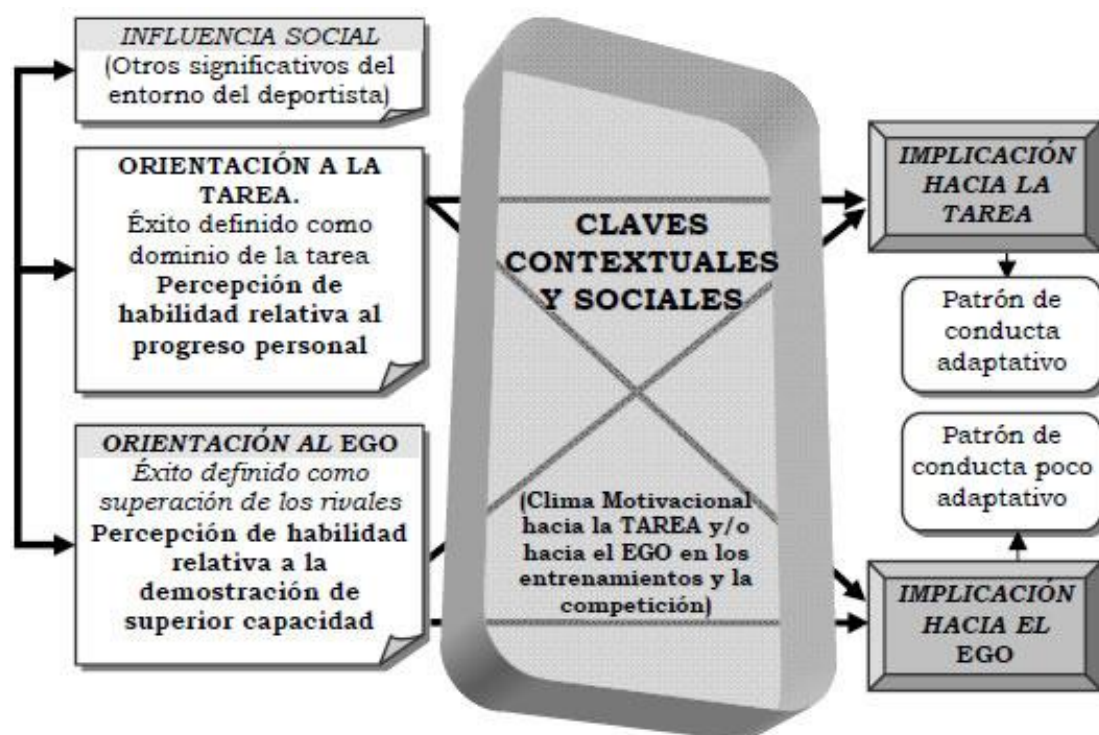 INFLUENCIA SOCIAL
(Otros significativos del
entorno del deportista)
ORIENTACIÓN A LA
TAREA.
Éxito definido como
dominio de la tarea
Percepción de
habilidad relativa al
progreso personal
ORIENTACIÓN AL EGO
Éxito definido como
superación de los rivales
Percepción de habilidad
relativa a la
demostración de
superior capacidad
CLAVES
CONTEXTUALES
Y SOCIALES
(Clima Motivacional
hacia la TAREA y/o
hacia el EGO en los
entrenamientos y la
competición)
IMPLICACIÓN
HACIA LA
TAREA
Patrón de
conducta
adaptativo
Patrón de
conducta poco
adaptativo
IMPLICACIÓN
HACIA EL
EGO